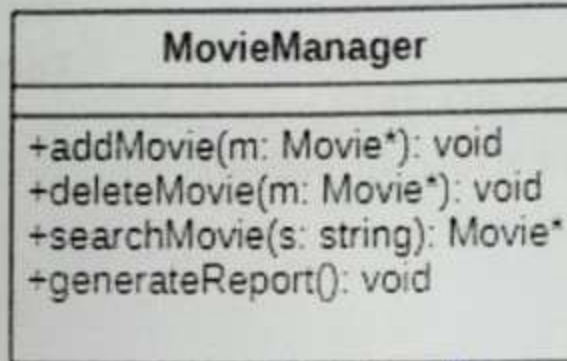 MovieManager
+addMovie(m: Movie*): void
+deleteMovie(m: Movie*): void
+searchMovie(s: string): Movie*
+generateReport(): void